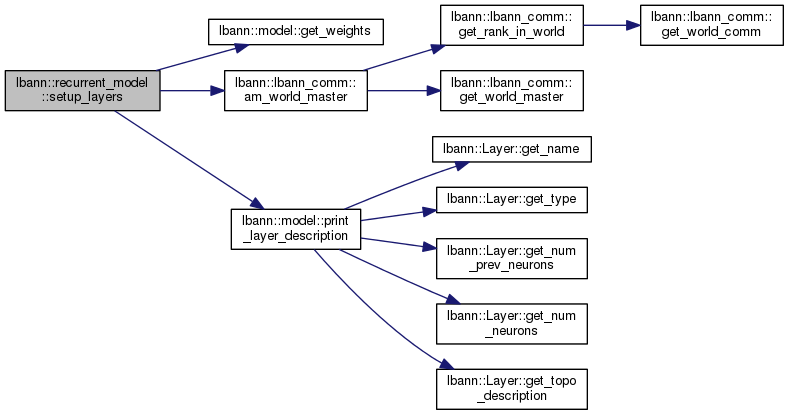 lbann::recurrent_model
::setup_layers
lbann::model::get_weights
lbann::lbann_comm::
am_world_master
lbann::lbann_comm::
get_rank_in_world
lbann::lbann_comm::
get_world_comm
lbann::lbann_comm::
get_world_master
lbann::model::print
_layer_description
lbann::Layer::get_name
lbann::Layer::get_type
lbann::Layer::get_num
_prev_neurons
lbann::Layer::get_num
_neurons
lbann::Layer::get_topo
_description